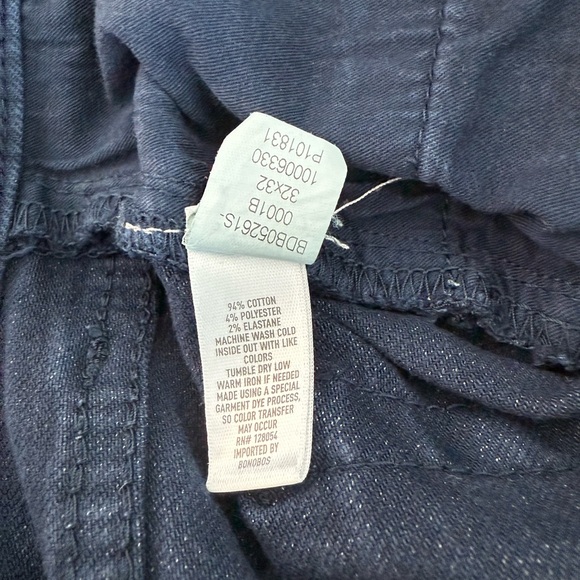 BDB05261S-
0001B
32x32
10006330
P101831
94% COTTON
4% POLYESTER
2% ELASTANE
MACHINE WASH COLD
INSIDE OUT WITH LIKE
COLORS
TUMBLE DRY LOW
WARM IRON IF NEEDED
MADE USING A SPECIAL
GARMENT DYE PROCESS,
SO COLOR TRANSFER
MAY OCCUR
RN# 128054
IMPORTED BY
BONOBOS